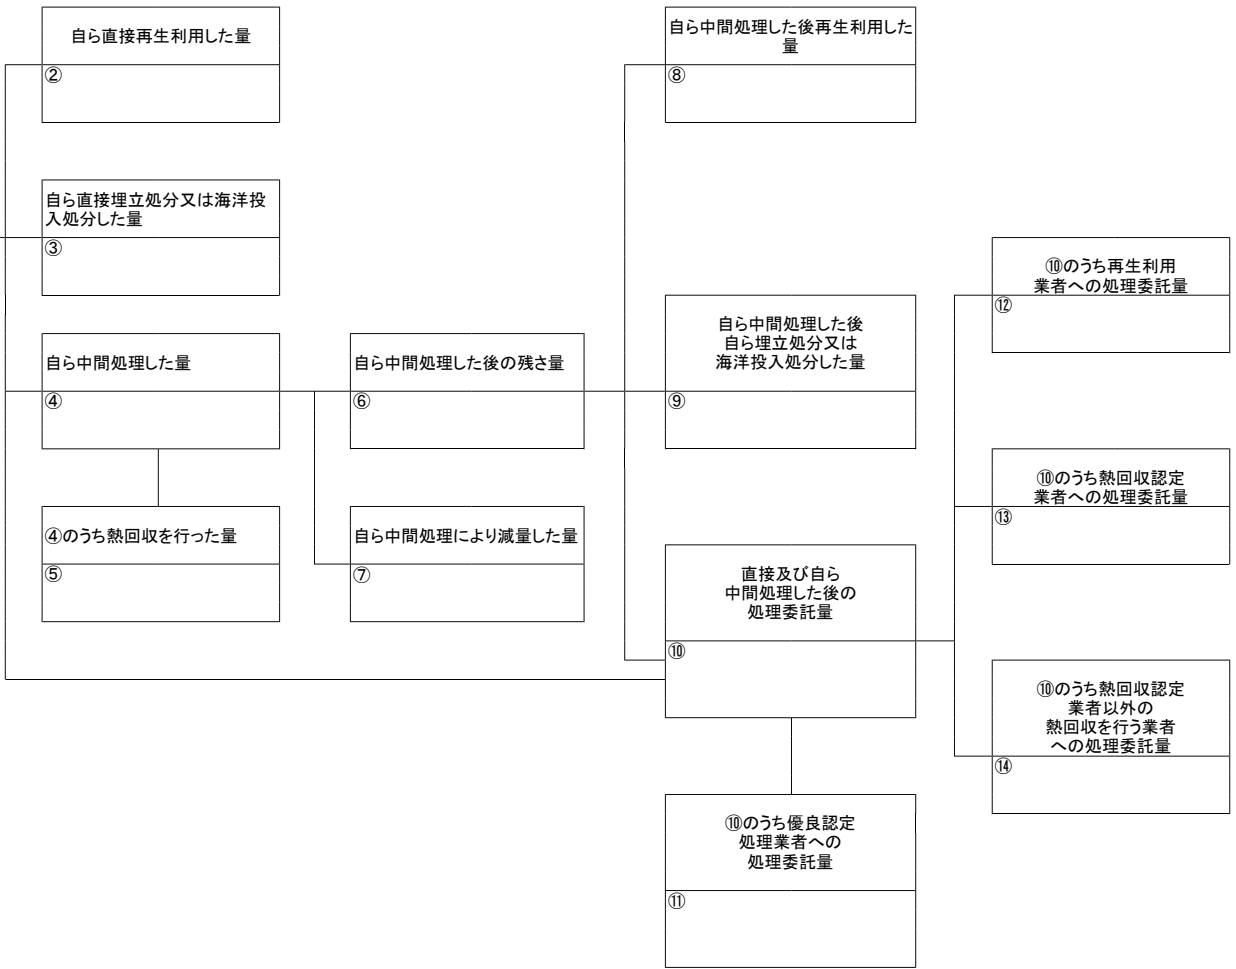 自ら直接再生利用した量
②
自ら直接埋立処分又は海洋投
入処分した量
③
自ら中間処理した量
④
④のうち熱回収を行った量
⑤
自ら中間処理した後の残さ量
⑥
自ら中間処理により減量した量
⑦
自ら中間処理した後再生利用した
量
⑧
自ら中間処理した後
自ら埋立処分又は
海洋投入処分した量
⑨
直接及び自ら
中間処理した後の
処理委託量
⑩
⑩のうち優良認定
処理業者への
処理委託量
⑪
⑩のうち再生利用
業者への処理委託量
⑫
⑩のうち熱回収認定
業者への処理委託量
⑬
⑩のうち熱回収認定
業者以外の
熱回収を行う業者
への処理委託量
⑭